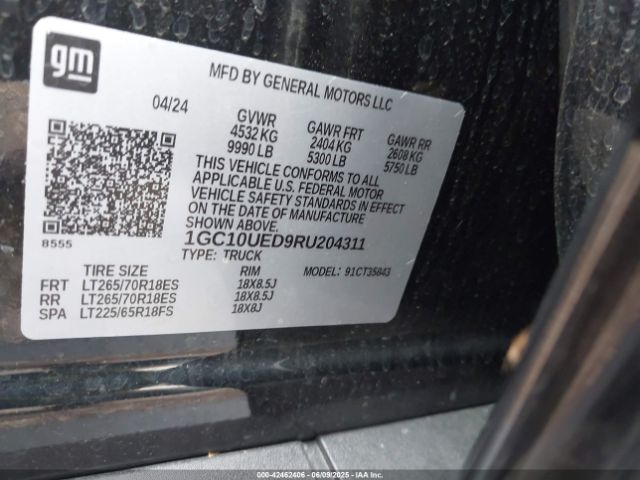 gm
MFD BY GENERAL MOTORS LLC
04/24
GVWR GAWR FRT GAWR RR
4532 KG 2404 KG 2608 KG
9990 LB 5300 LB 5750 LB
THIS VEHICLE CONFORMS TO ALL
APPLICABLE U.S. FEDERAL MOTOR
VEHICLE SAFETY STANDARDS IN EFFECT
ON THE DATE OF MANUFACTURE
SHOWN ABOVE.
8555
1GC10UED9RU204311
TYPE: TRUCK
TIRE SIZE RIM MODEL: 91CT35843
FRT LT265/70R18ES 18X8.5J
RR LT265/70R18ES 18X8.5J
SPA LT225/65R18FS 18X8J
000-42462406 - 06/09/2025 - IAA Inc.